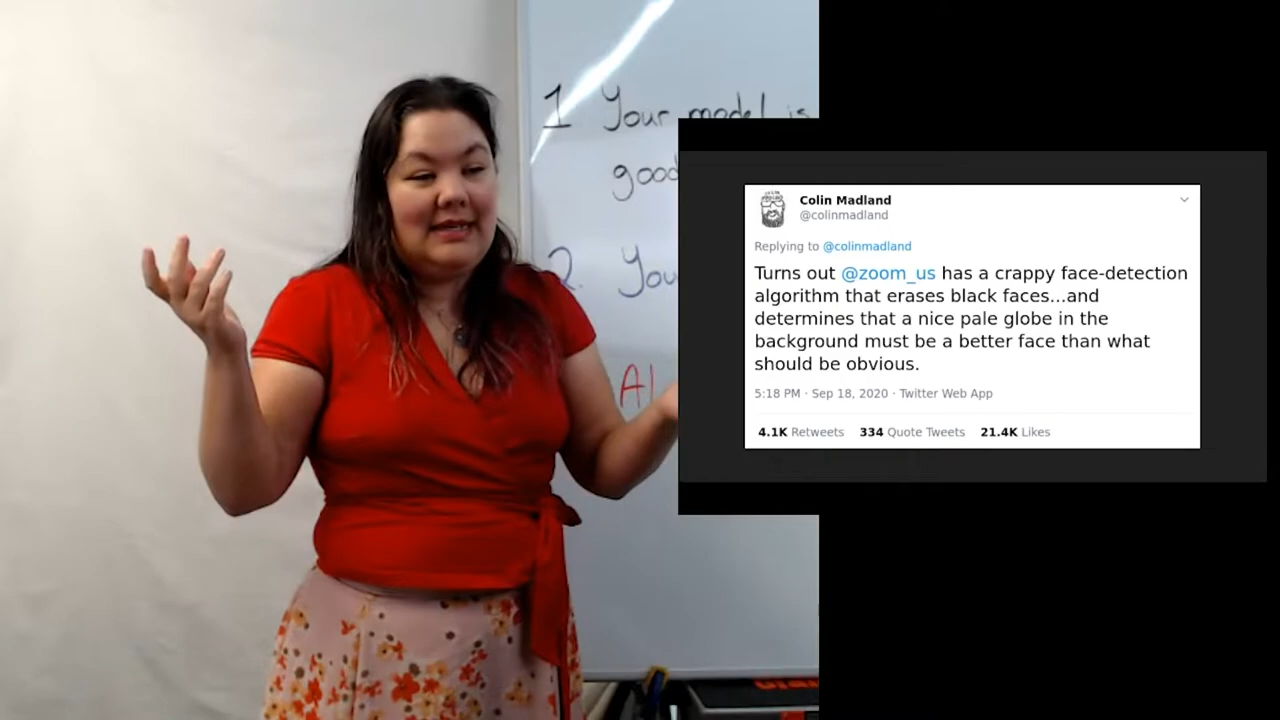 1 Your model is
good
2. You
AI
Colin Madland
@colinmadland
Replying to @colinmadland
Turns out @zoom_us has a crappy face-detection
algorithm that erases black faces...and
determines that a nice pale globe in the
background must be a better face than what
should be obvious.
5:18 PM · Sep 18, 2020 · Twitter Web App
4.1K Retweets 334 Quote Tweets 21.4K Likes